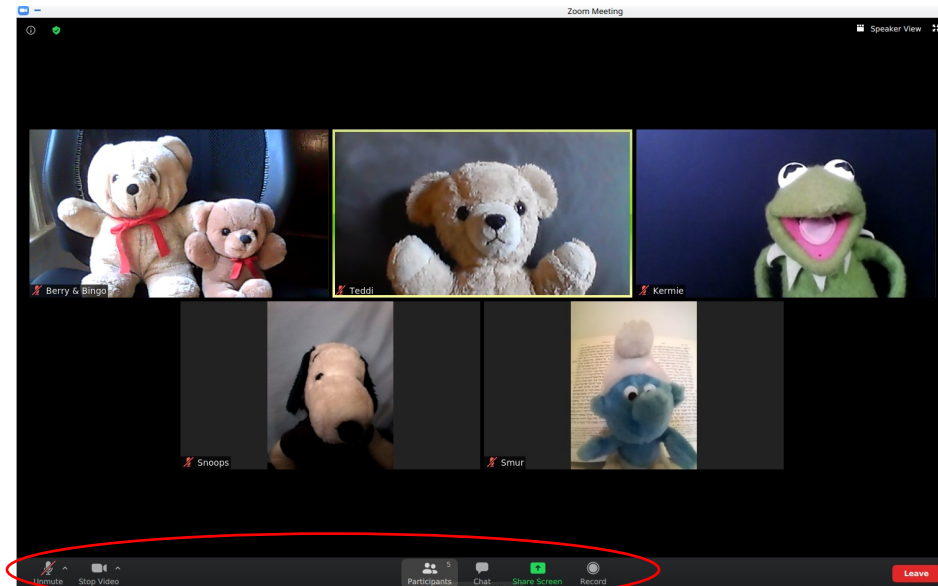 Zoom Meeting
Speaker View
Berry & Bingo
Teddi
Kermie
Snoops
Smur
Unmute
Stop Video
5
Participants
Chat
Share Screen
Record
Leave